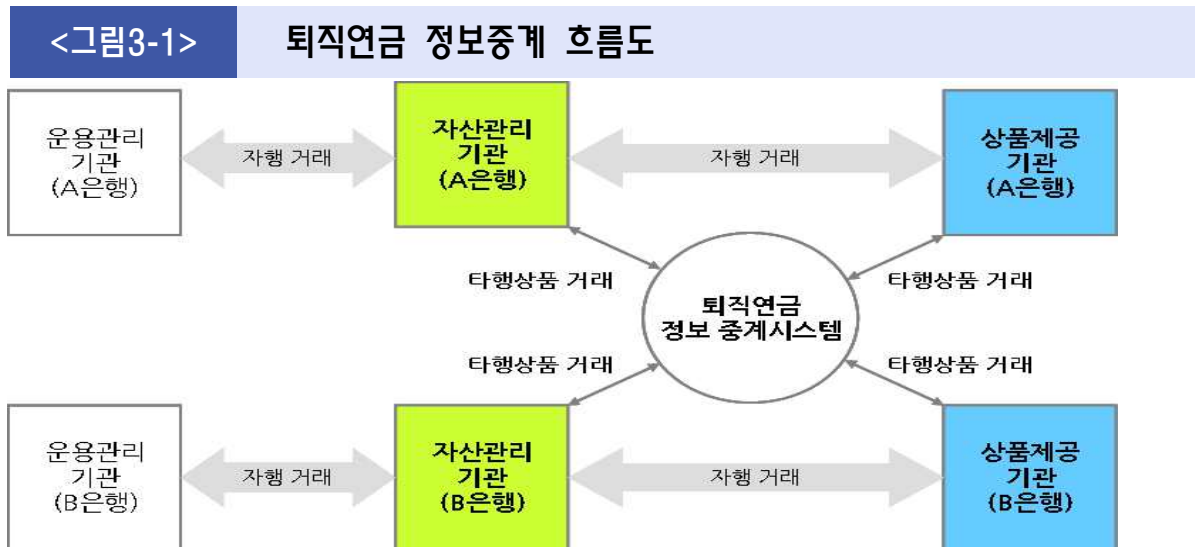 <그림3-1> 퇴직연금 정보중계 흐름도
운용관리
기관
(A은행)
자행 거래
자산관리
기관
(A은행)
자행 거래
상품제공
기관
(A은행)
타행상품 거래
타행상품 거래
퇴직연금
정보 중계시스템
타행상품 거래
타행상품 거래
운용관리
기관
(B은행)
자행 거래
자산관리
기관
(B은행)
자행 거래
상품제공
기관
(B은행)